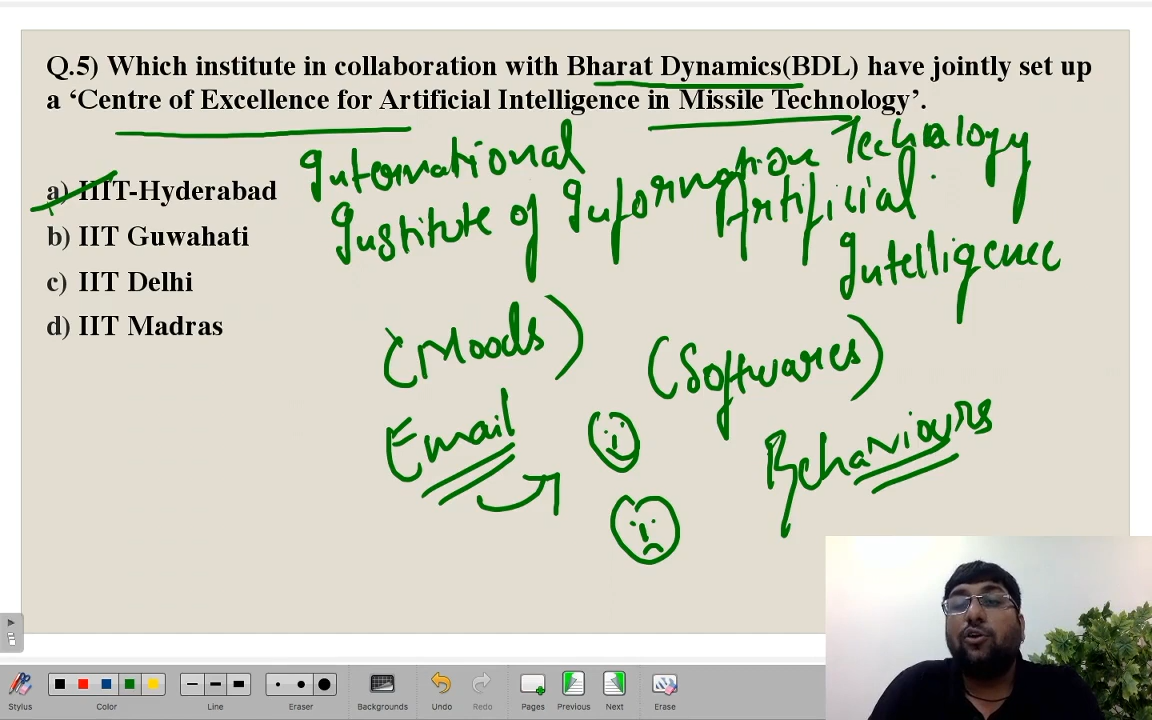 Q.5) Which institute in collaboration with Bharat Dynamics(BDL) have jointly set up
a ‘Centre of Excellence for Artificial Intelligence in Missile Technology’.
a) IIIT-Hyderabad
b) IIT Guwahati
c) IIT Delhi
d) IIT Madras
International
Institute of Information Technalogy
Artificial
Intelligence
(Moods)
(Softwares)
Email
Behaviours
Stylus
Color
Line
Eraser
Backgrounds
Undo
Redo
Pages
Previous
Next
Erase